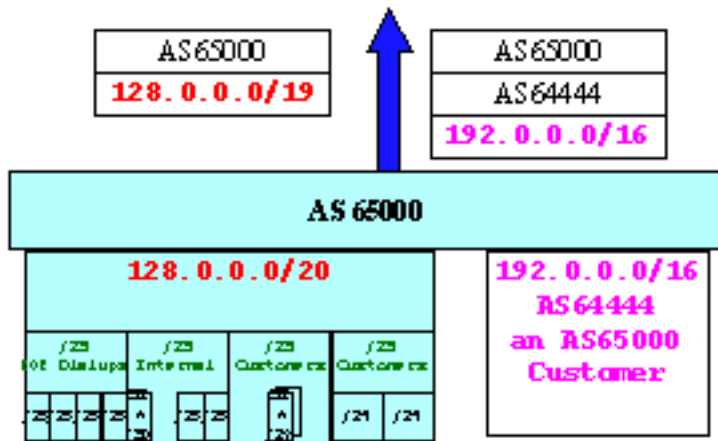 AS65000
128.0.0.0/19
AS65000
AS64444
192.0.0.0/16
AS 65000
128.0.0.0/20
192.0.0.0/16
AS64444
an AS65000
Customer
/23 /23 /23 /23
Dialups Internal Customers Customers
/24 /24